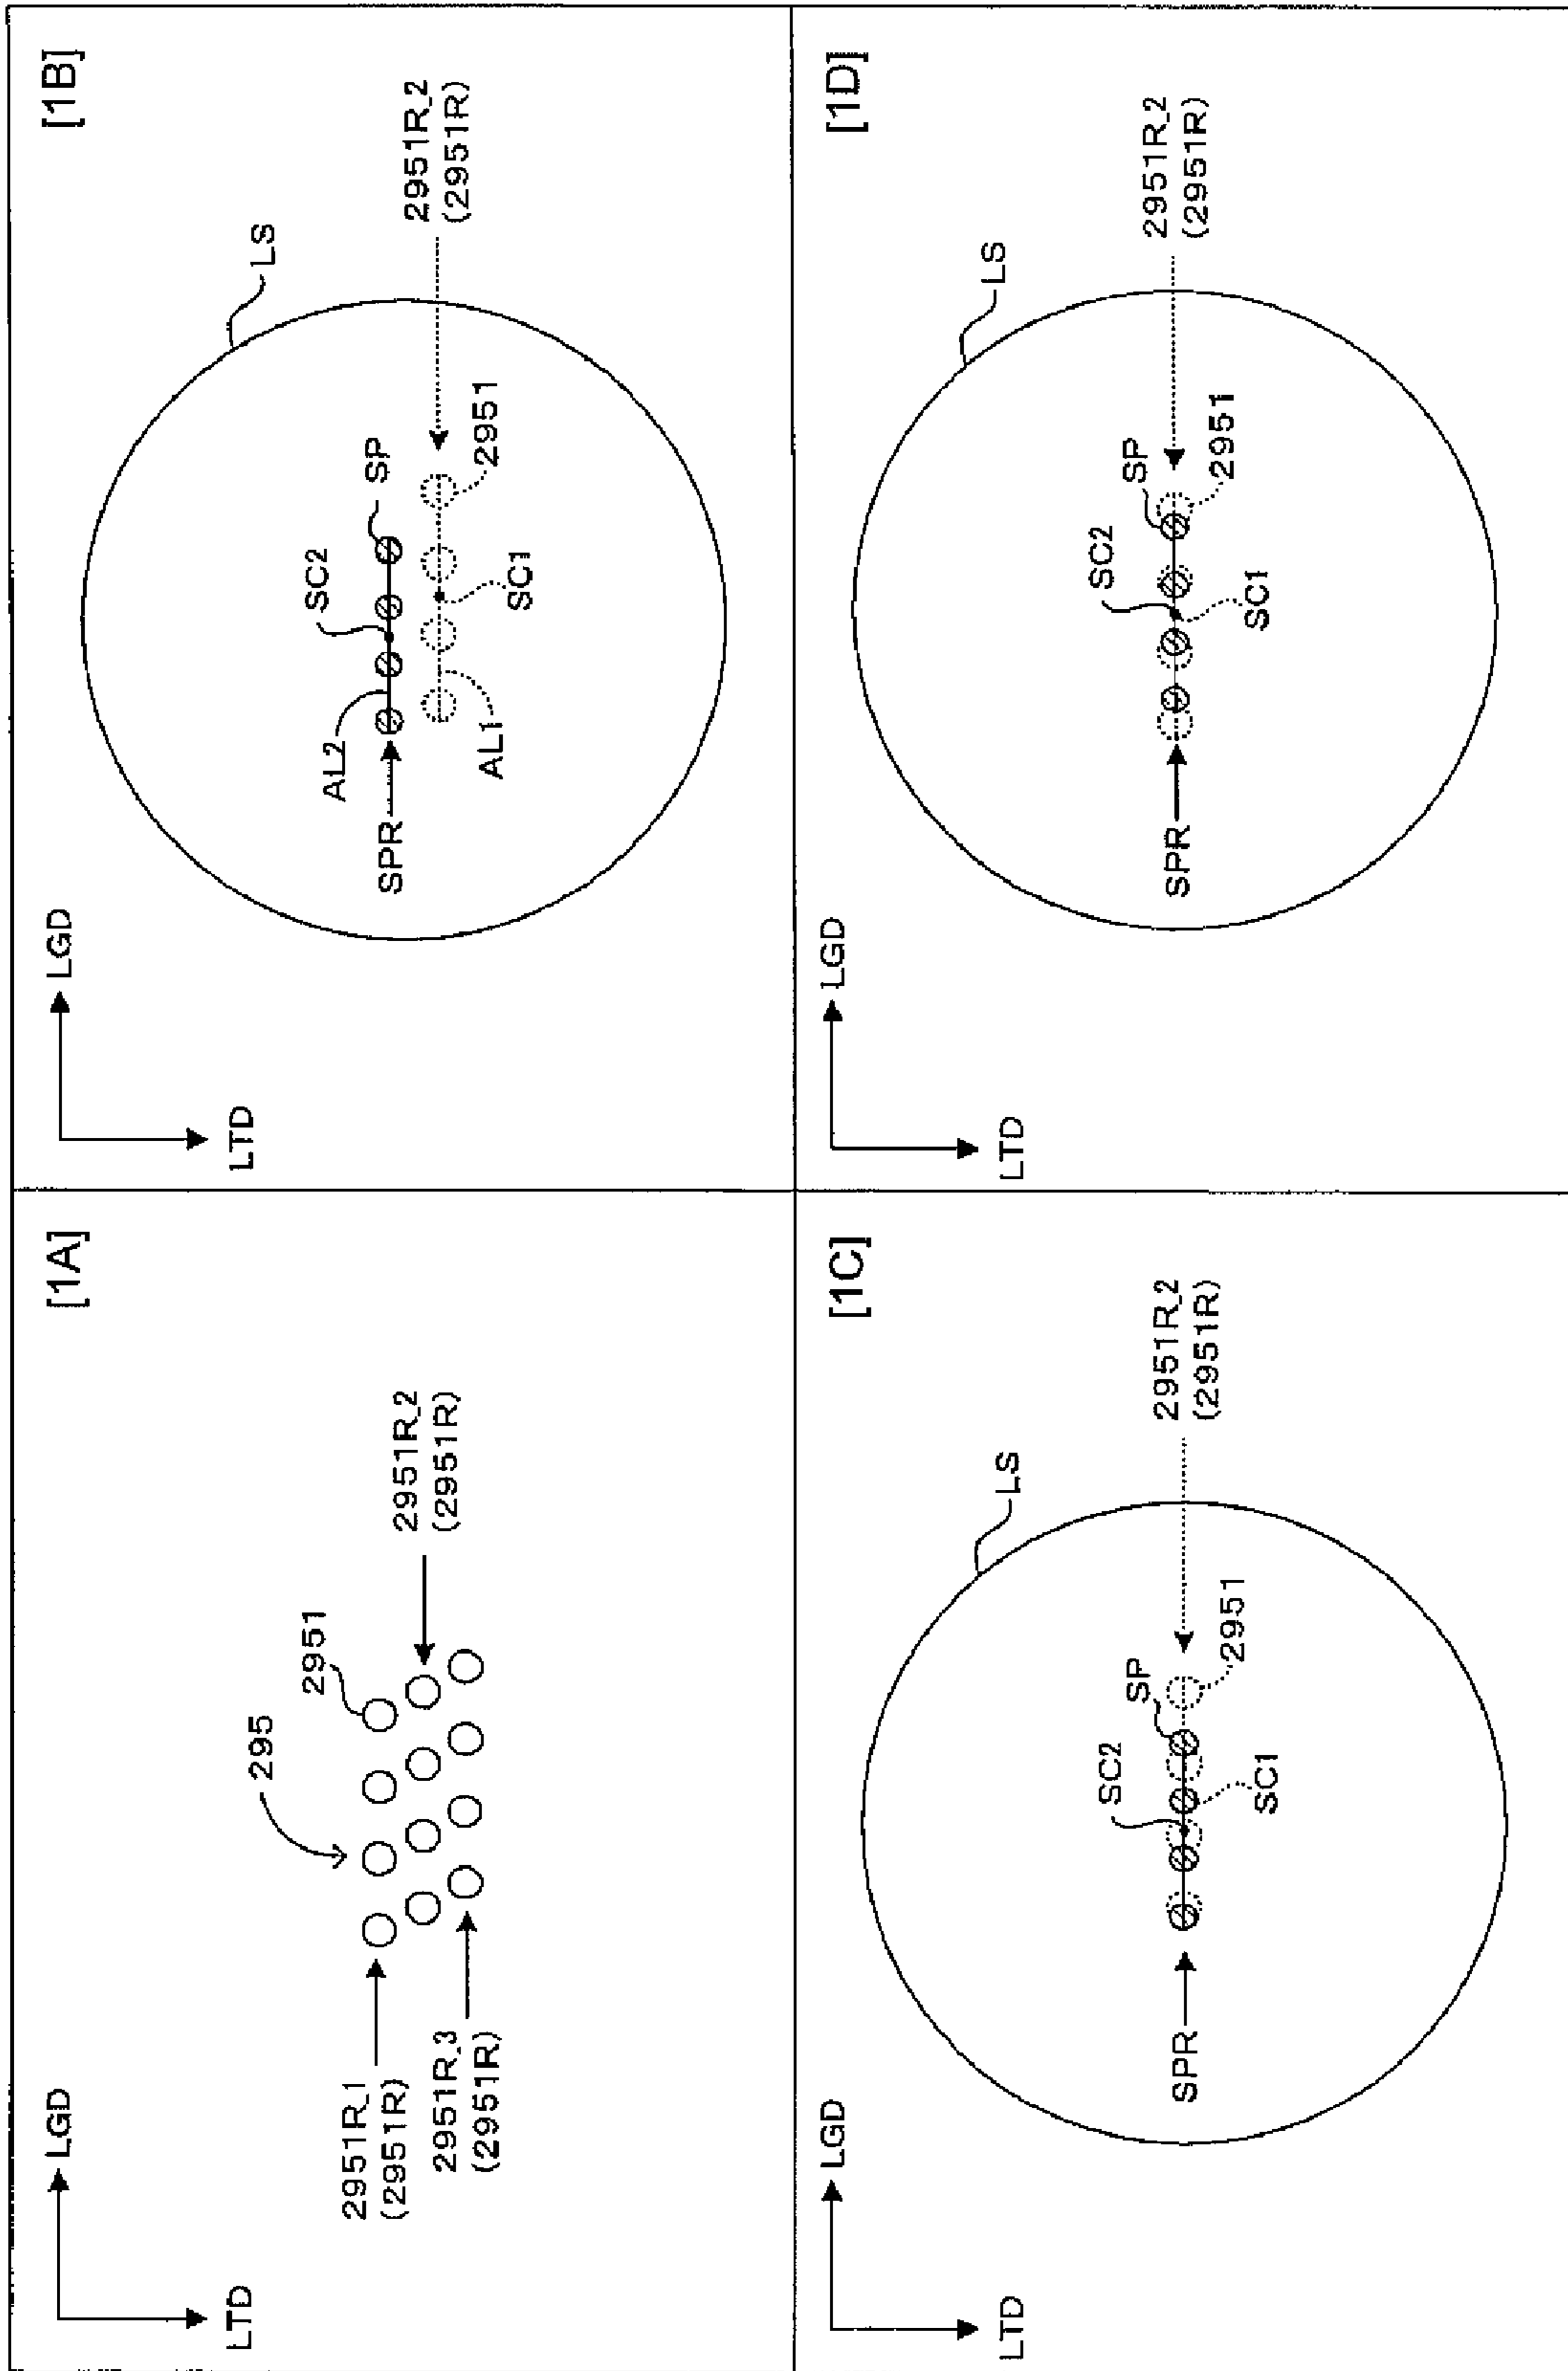 [1A]
LGD
LTD
295
2951
2951R_1
(2951R)
2951R_2
(2951R)
2951R_3
(2951R)
[1B]
LGD
LTD
LS
SPR
AL2
SC2
SP
2951R_2
(2951R)
2951
SC1
AL1
[1C]
LGD
LTD
LS
SPR
SC2
SP
2951R_2
(2951R)
2951
SC1
[1D]
LGD
LTD
LS
SPR
SC2
SP
2951R_2
(2951R)
2951
SC1